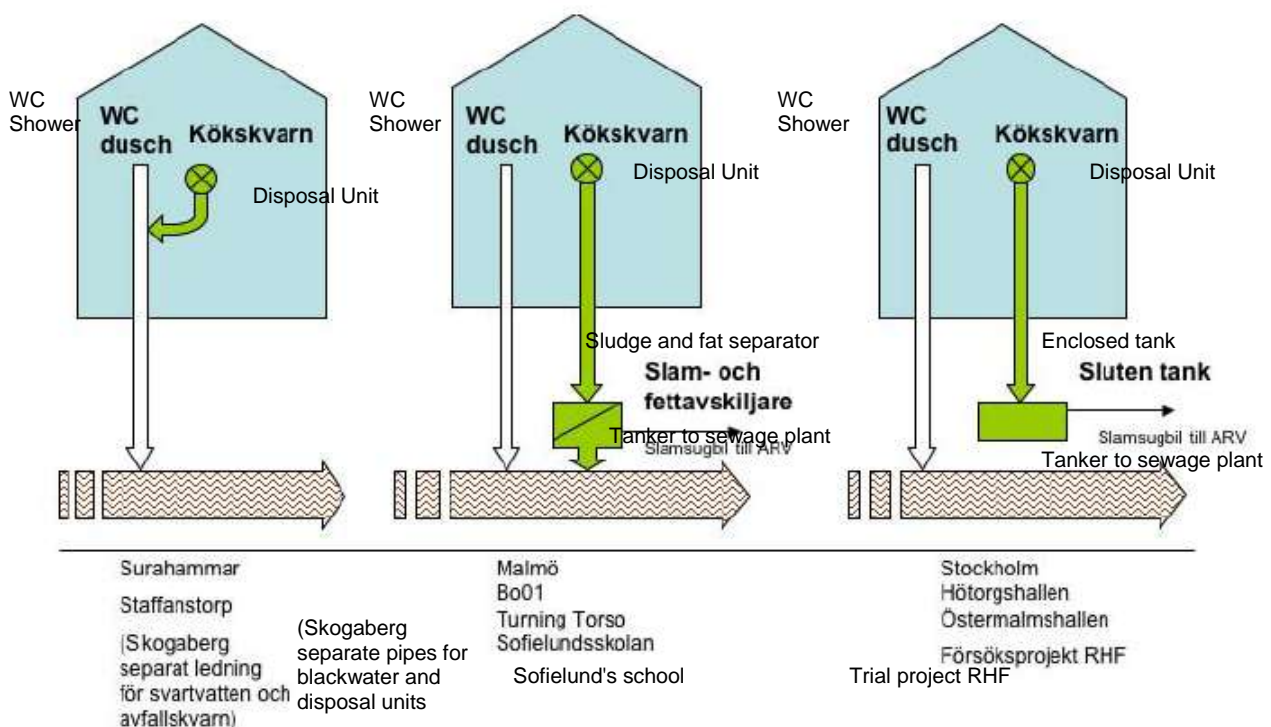 WC
Shower
WC
dusch
Kökskvarn
Disposal Unit
WC
Shower
WC
dusch
Kökskvarn
Disposal Unit
Sludge and fat separator
Slam- och
fettavskiljare
Tanker to sewage plant
Slamsugbil till ARV
WC
Shower
WC
dusch
Kökskvarn
Disposal Unit
Enclosed tank
Sluten tank
Slamsugbil till ARV
Tanker to sewage plant
Surahammar
Staffanstorp
(Skogaberg
separat ledning
för svartvatten och
avfallskvarn)
(Skogaberg
separate pipes for
blackwater and
disposal units
Malmö
Bo01
Turning Torso
Sofielundsskolan
Sofielund's school
Stockholm
Hötorgshallen
Östermalmshallen
Försöksprojekt RHF
Trial project RHF